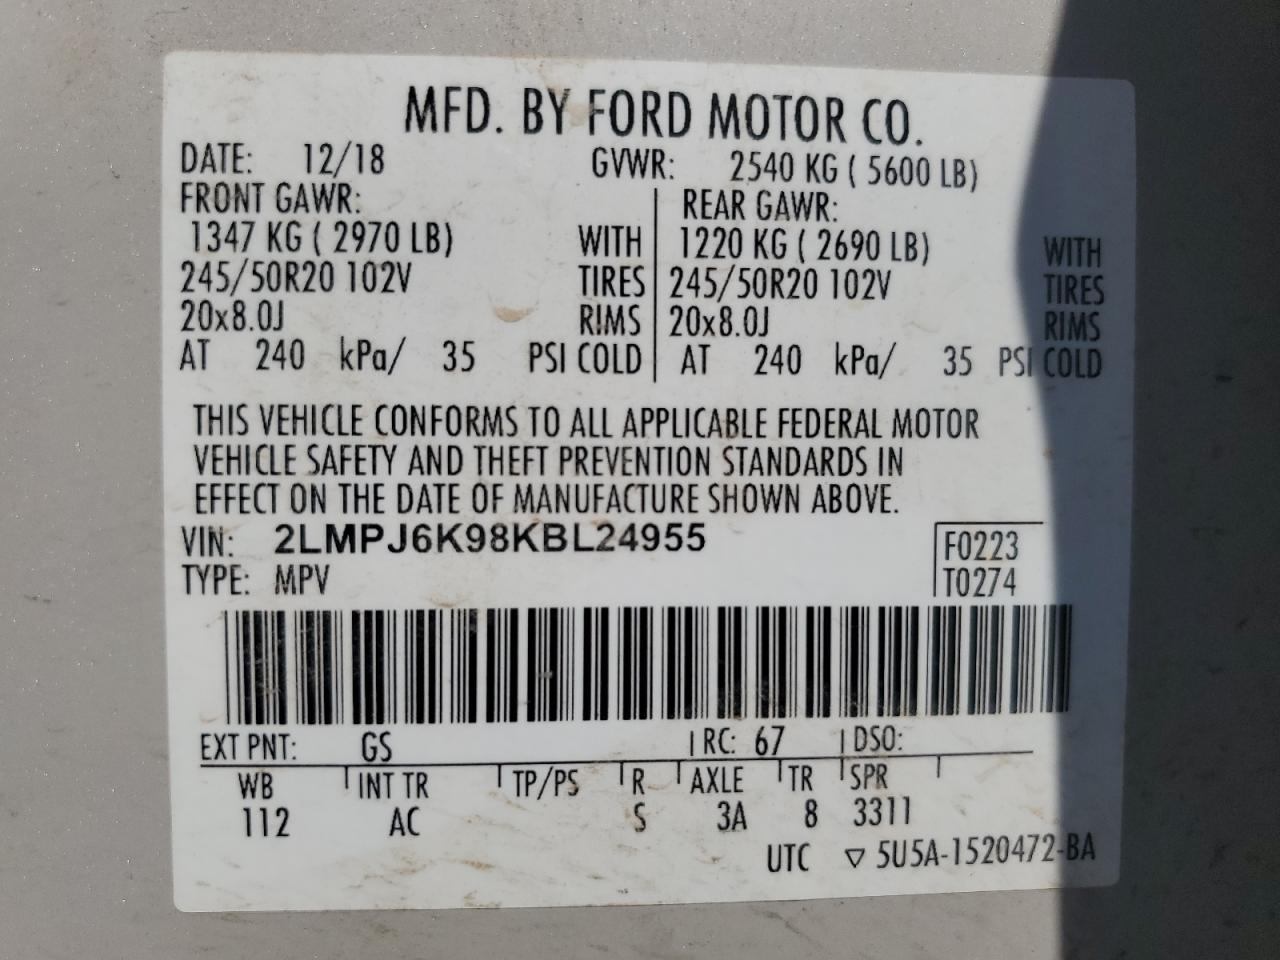 MFD. BY FORD MOTOR CO.
DATE: 12/18 GVWR: 2540 KG ( 5600 LB)
FRONT GAWR: REAR GAWR:
1347 KG ( 2970 LB) WITH 1220 KG ( 2690 LB) WITH
245/50R20 102V TIRES 245/50R20 102V TIRES
20x8.0J RIMS 20x8.0J RIMS
AT 240 kPa/ 35 PSI COLD AT 240 kPa/ 35 PSI COLD
THIS VEHICLE CONFORMS TO ALL APPLICABLE FEDERAL MOTOR
VEHICLE SAFETY AND THEFT PREVENTION STANDARDS IN
EFFECT ON THE DATE OF MANUFACTURE SHOWN ABOVE.
VIN: 2LMPJ6K98KBL24955 F0223
TYPE: MPV T0274
EXT PNT: GS RC: 67 DSO:
WB INT TR TP/PS R AXLE TR SPR
112 AC S 3A 8 3311
UTC ▽ 5U5A-1520472-BA